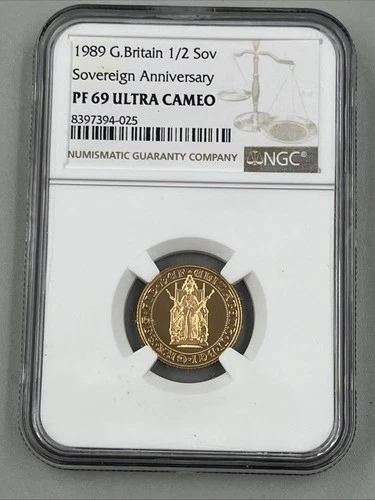 1989 G.Britain 1/2 Sov
Sovereign Anniversary
PF 69 ULTRA CAMEO
8397394-025
NUMISMATIC GUARANTY COMPANY
NGC